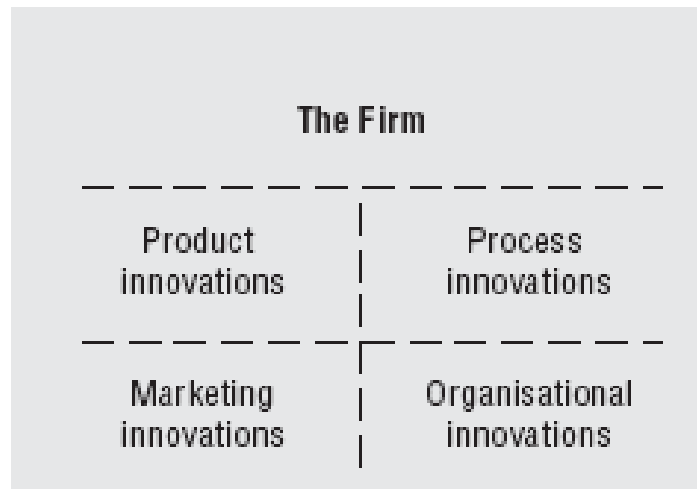 The Firm
Product
innovations
Process
innovations
Marketing
innovations
Organisational
innovations